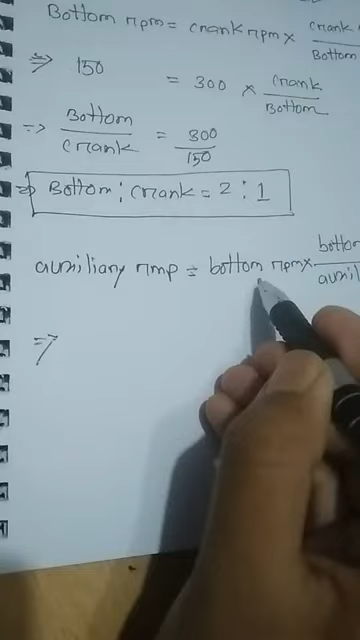 Bottom rpm = crank rpm × crank
Bottom
⇒ 150 = 300 × crank
Bottom
⇒ Bottom = 300
crank 150
⇒ Bottom : crank = 2 : 1
auxiliary rmp = bottom rpm × botto
auxil
⇒